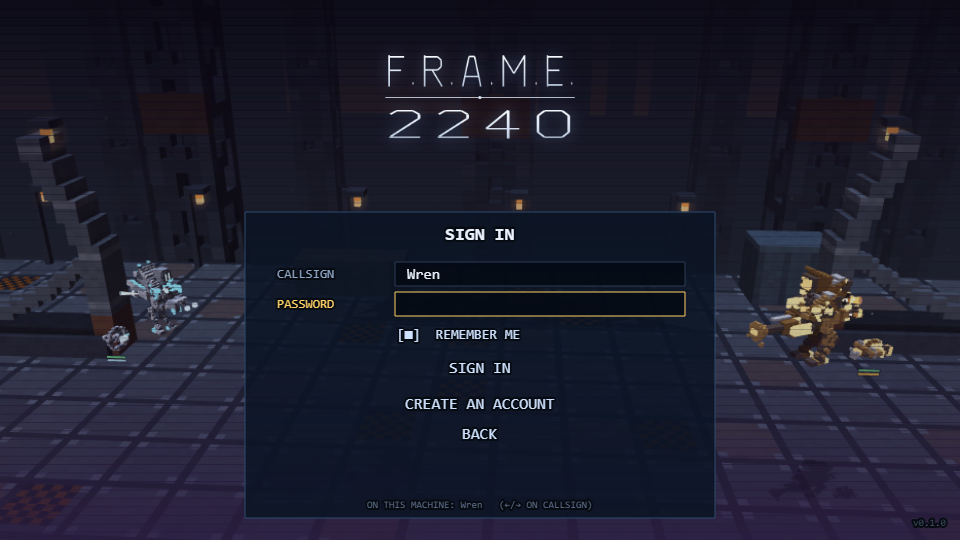 F.R.A.M.E.
2240
SIGN IN
CALLSIGN Wren
PASSWORD
[■] REMEMBER ME
SIGN IN
CREATE AN ACCOUNT
BACK
ON THIS MACHINE: Wren (←/→ ON CALLSIGN)
v0.1.0